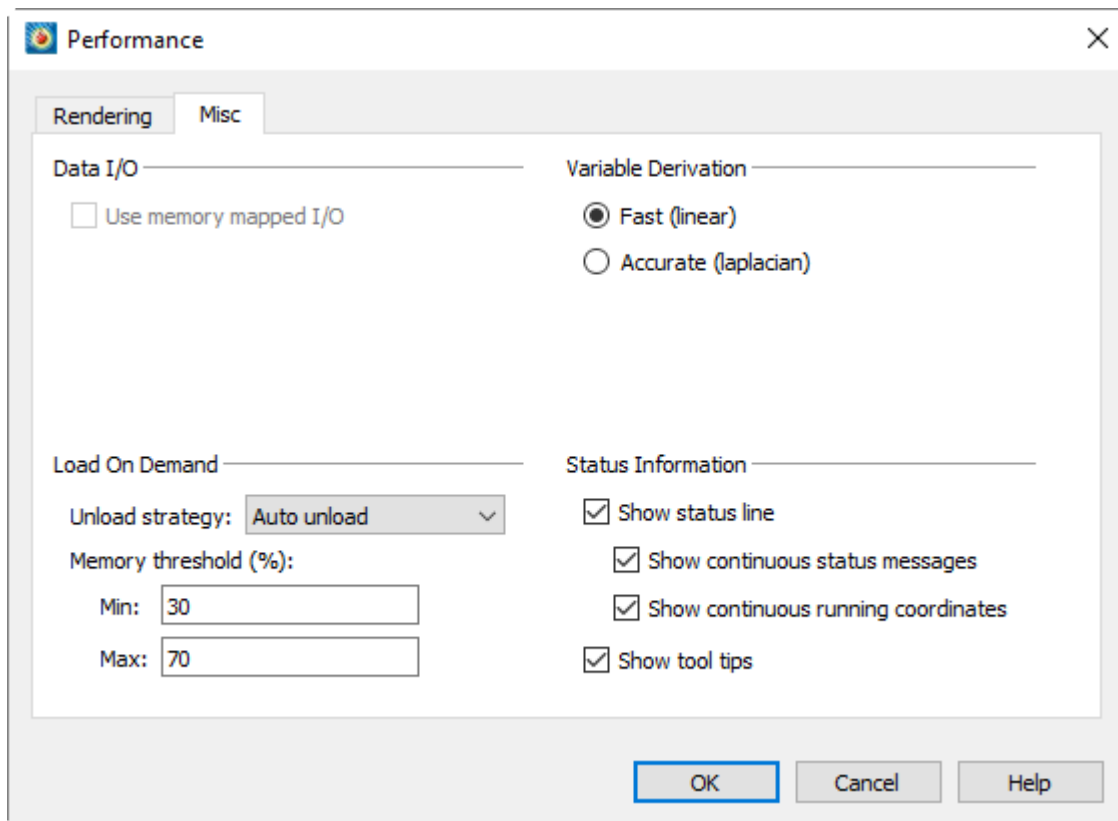 Performance
Rendering Misc
Data I/O
Use memory mapped I/O
Variable Derivation
Fast (linear)
Accurate (laplacian)
Load On Demand
Unload strategy: Auto unload
Memory threshold (%):
Min: 30
Max: 70
Status Information
Show status line
Show continuous status messages
Show continuous running coordinates
Show tool tips
OK Cancel Help